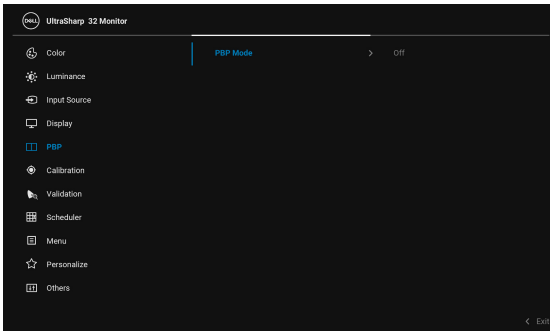 DELL UltraSharp 32 Monitor
Color
PBP Mode > Off
Luminance
Input Source
Display
PBP
Calibration
Validation
Scheduler
Menu
Personalize
Others
< Exit